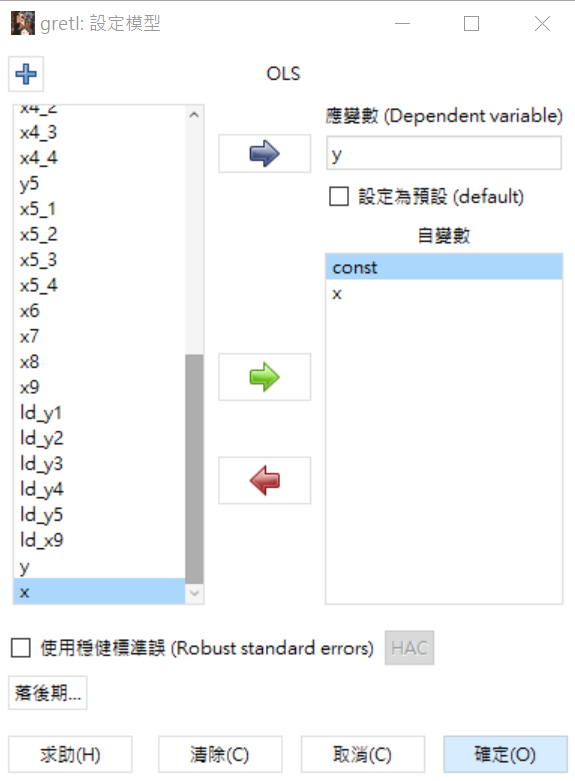 gretl: 設定模型
OLS
x4_2
x4_3
x4_4
y5
x5_1
x5_2
x5_3
x5_4
x6
x7
x8
x9
ld_y1
ld_y2
ld_y3
ld_y4
ld_y5
ld_x9
y
x
應變數 (Dependent variable)
y
設定為預設 (default)
自變數
const
x
使用穩健標準誤 (Robust standard errors)
HAC
落後期...
求助(H)
清除(C)
取消(C)
確定(O)